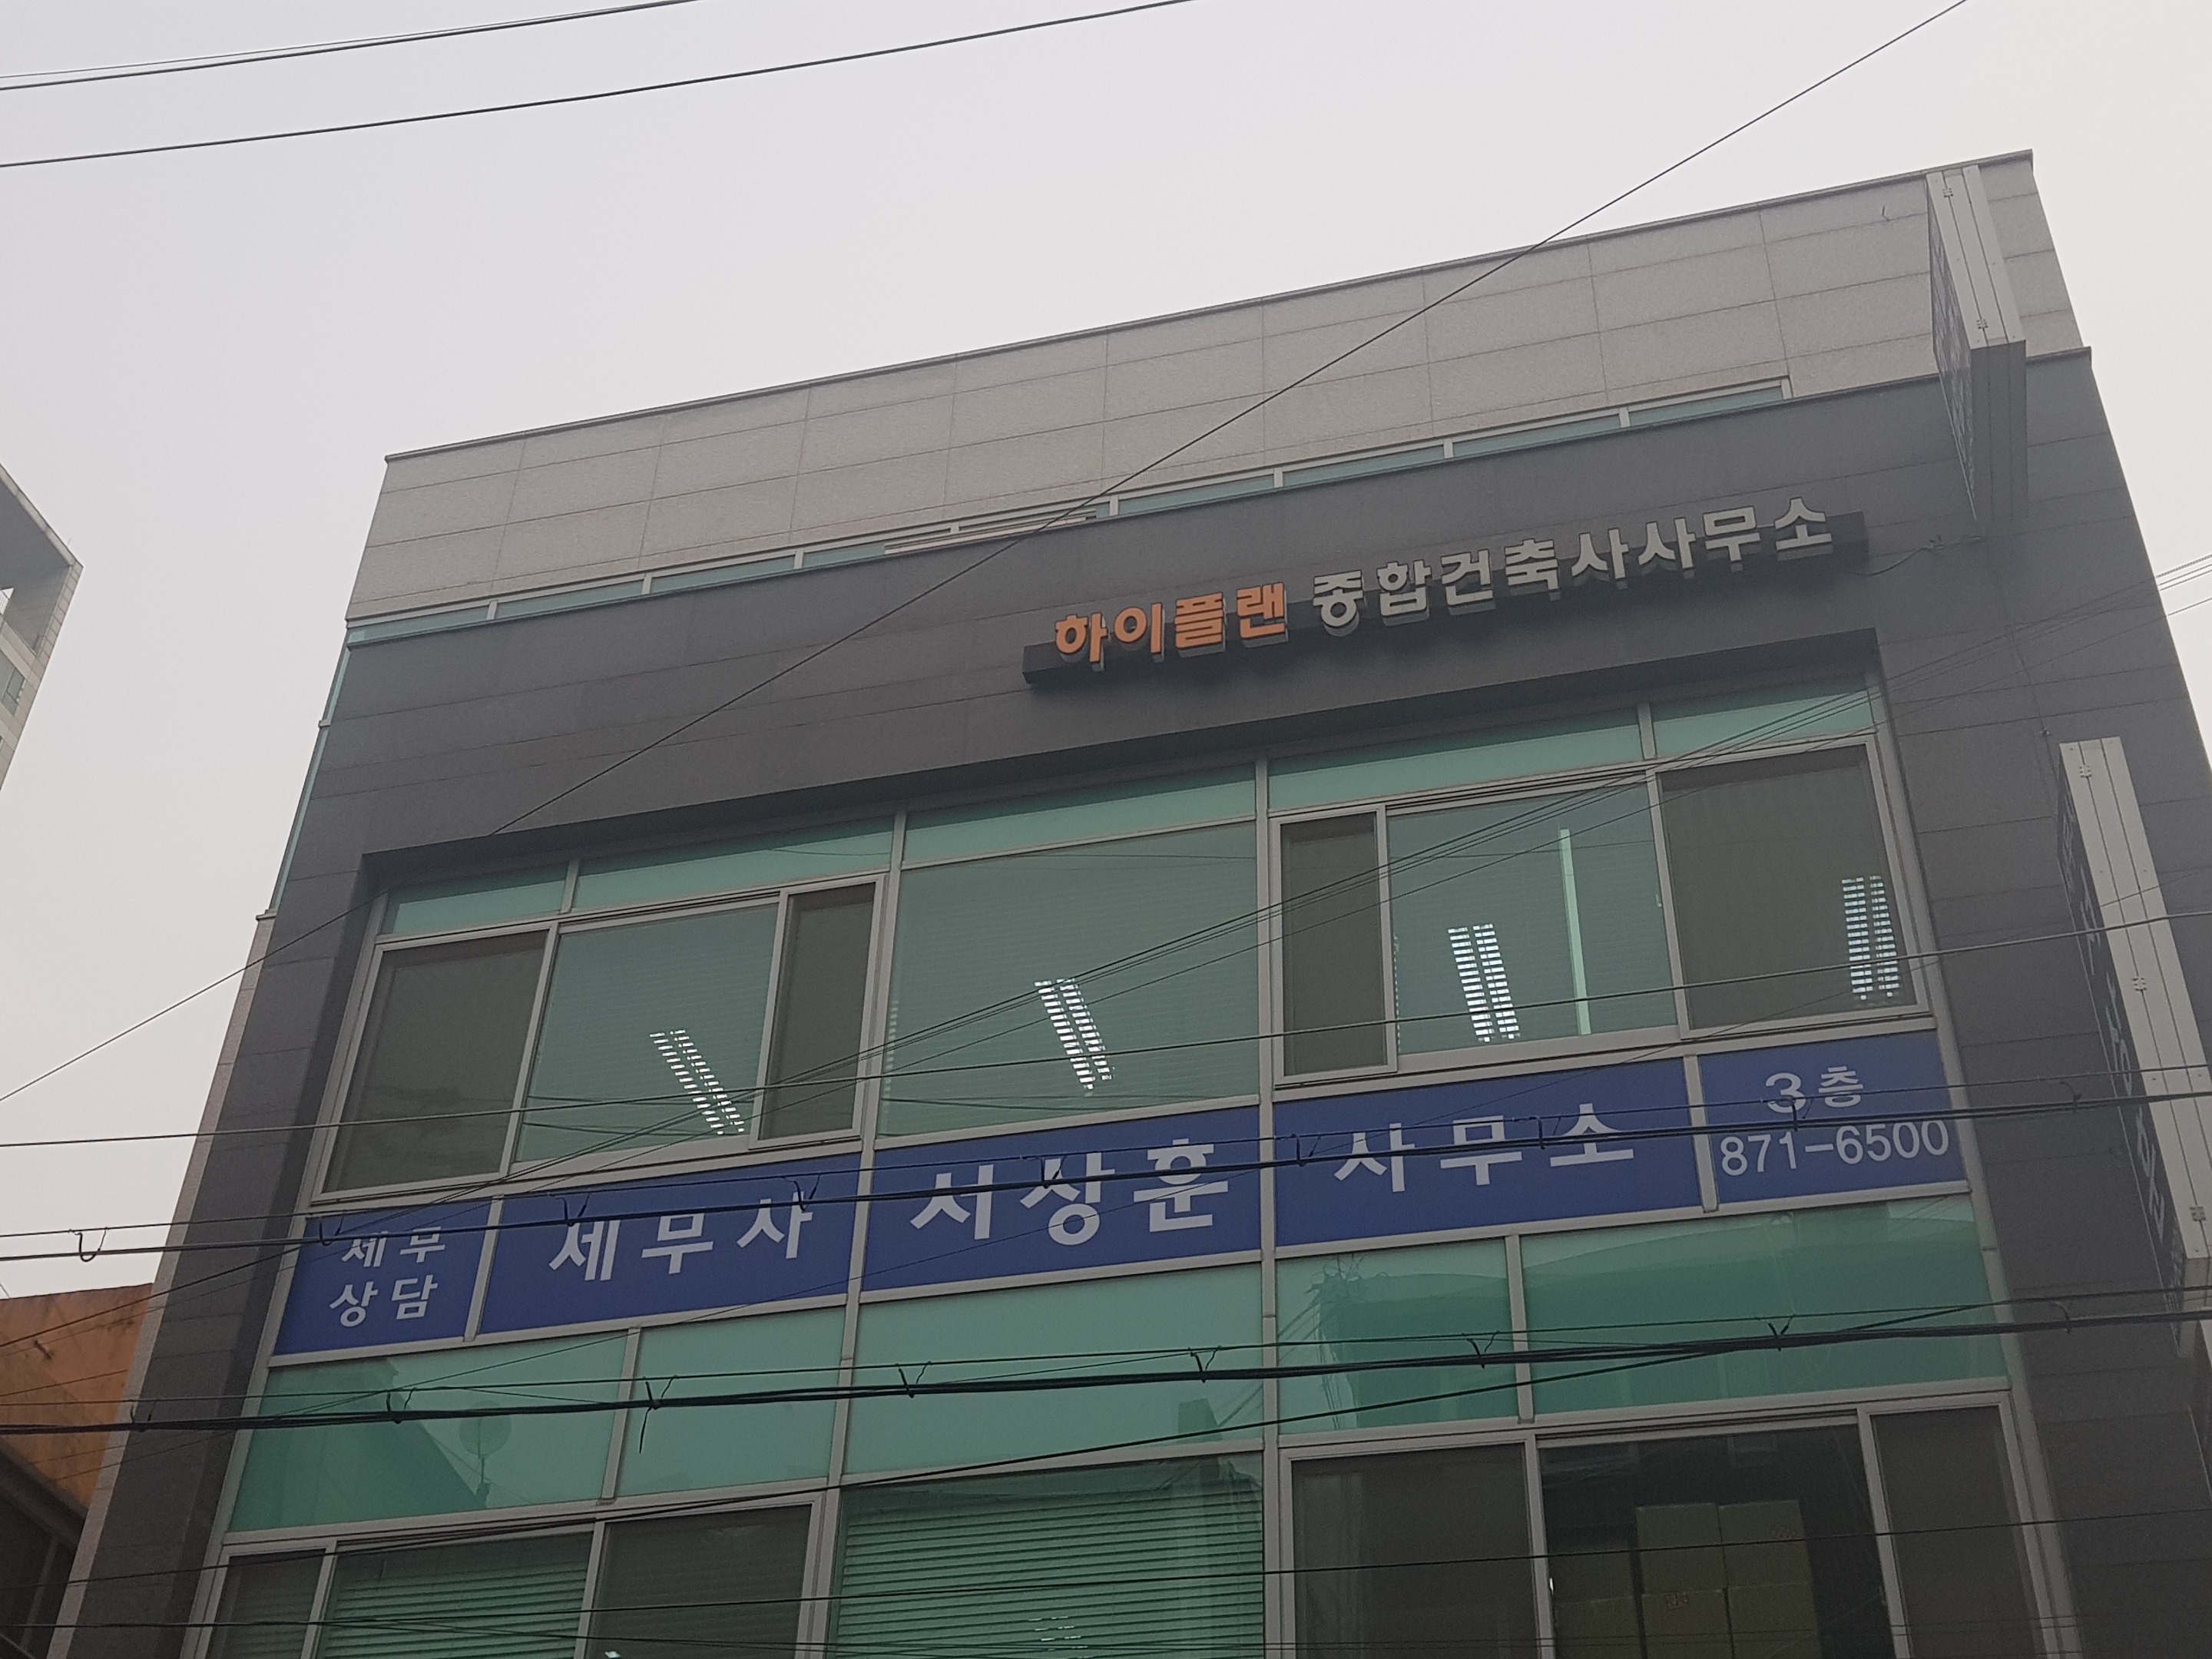 하이플랜 종합건축사사무소
세무
상담
세무사 서상훈 사무소
3층
871-6500